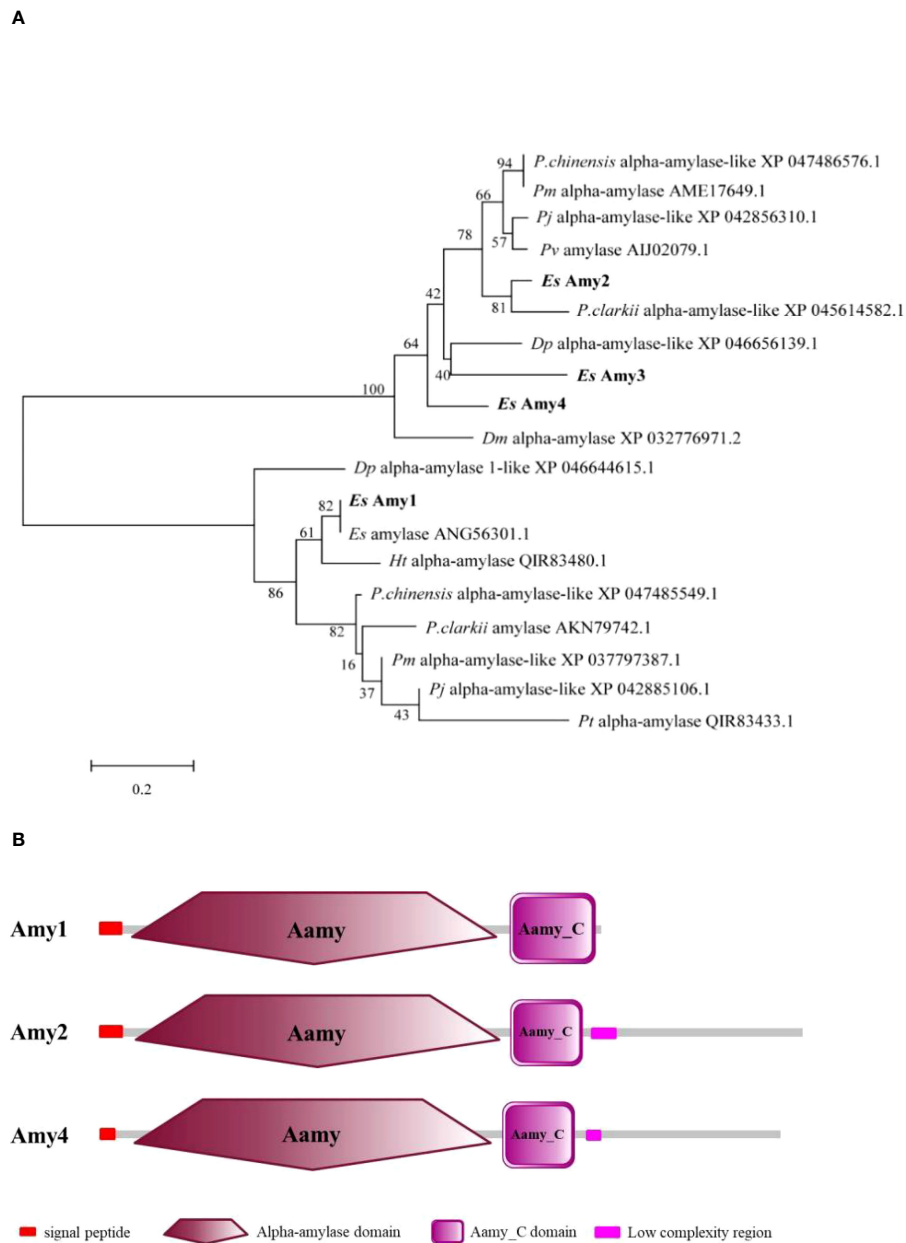 A
94
P.chinensis alpha-amylase-like XP 047486576.1
66
Pm alpha-amylase AME17649.1
Pj alpha-amylase-like XP 042856310.1
78
57
Pv amylase AIJ02079.1
Es Amy2
42
81
P.clarkii alpha-amylase-like XP 045614582.1
64
Dp alpha-amylase-like XP 046656139.1
40
Es Amy3
100
Es Amy4
Dm alpha-amylase XP 032776971.2
Dp alpha-amylase 1-like XP 046644615.1
82
Es Amy1
61
Es amylase ANG56301.1
Ht alpha-amylase QIR83480.1
86
P.chinensis alpha-amylase-like XP 047485549.1
82
P.clarkii amylase AKN79742.1
16
Pm alpha-amylase-like XP 037797387.1
37
Pj alpha-amylase-like XP 042885106.1
43
Pt alpha-amylase QIR83433.1
0.2
B
Amy1 Aamy Aamy_C
Amy2 Aamy Aamy_C
Amy4 Aamy Aamy_C
signal peptide Alpha-amylase domain Aamy_C domain Low complexity region